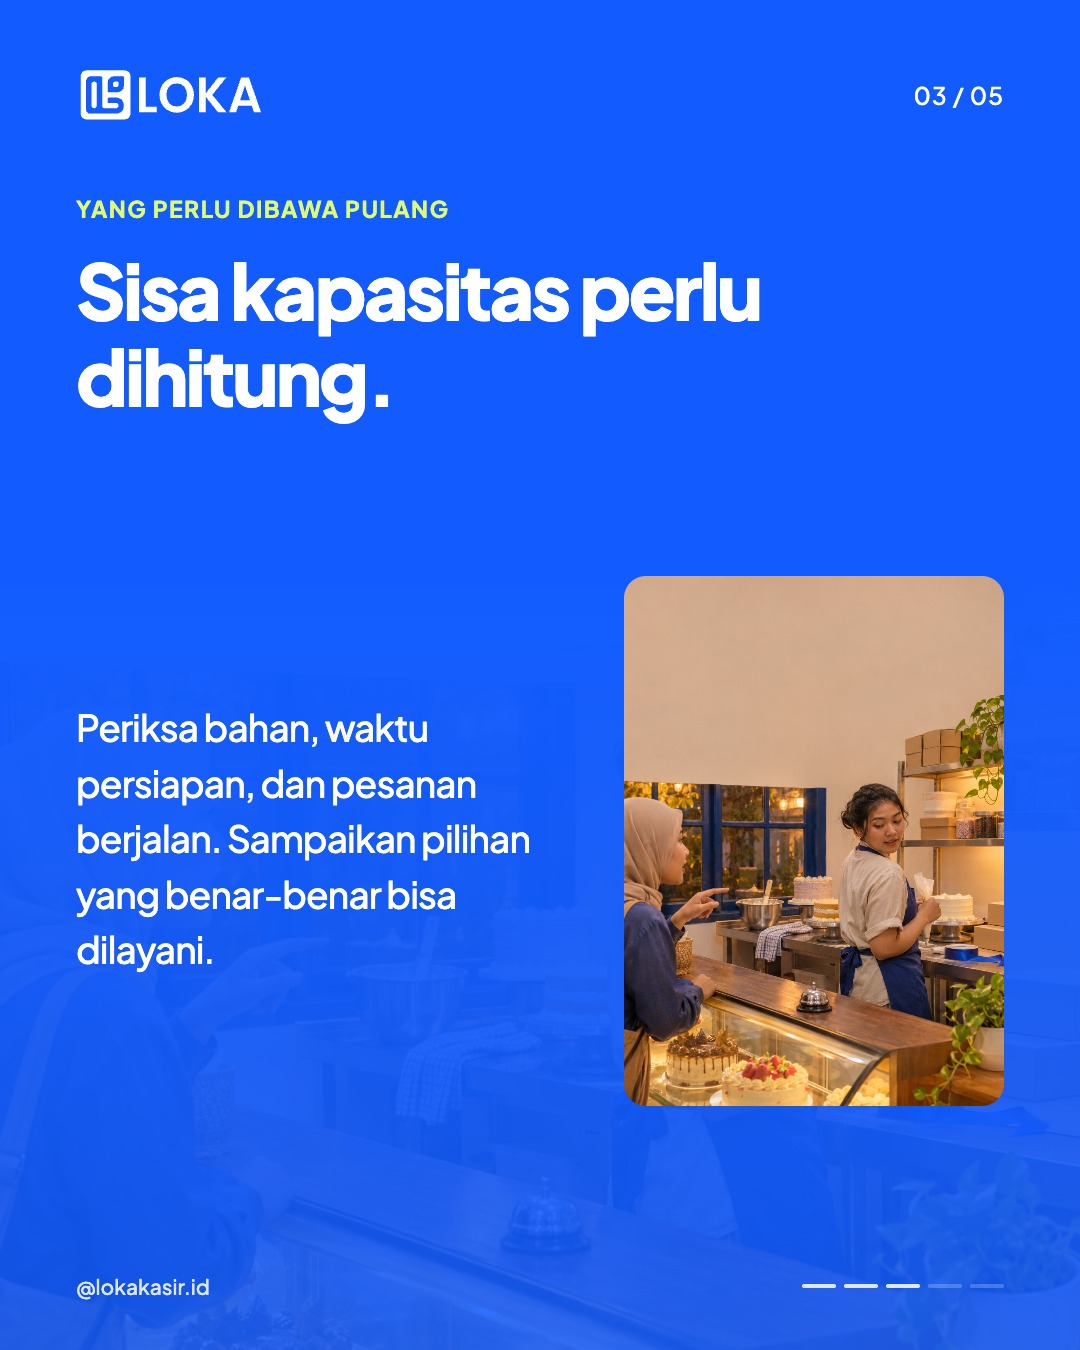 LOKA
03 / 05
YANG PERLU DIBAWA PULANG
Sisa kapasitas perlu
dihitung.
Periksa bahan, waktu
persiapan, dan pesanan
berjalan. Sampaikan pilihan
yang benar-benar bisa
dilayani.
@lokakasir.id